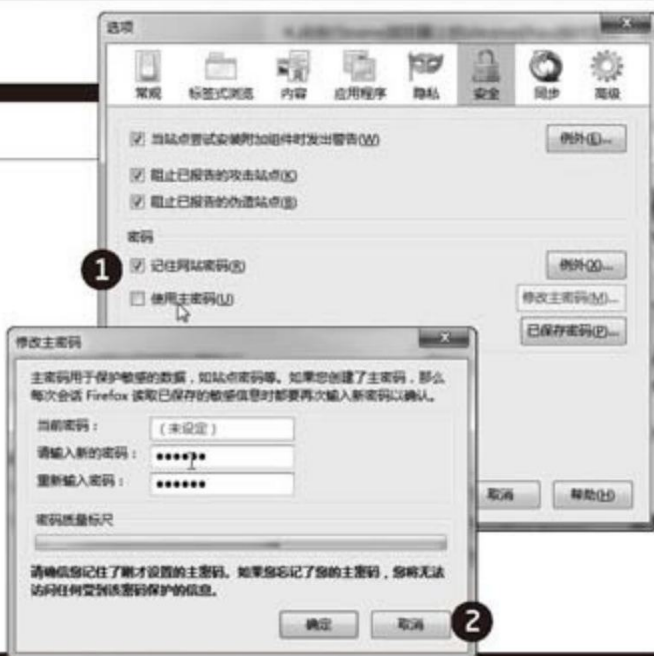 选项
常规 标签式浏览 内容 应用程序 隐私 安全 同步 高级
当站点尝试安装附加组件时发出警告(W) 例外(E)...
阻止已报告的攻击站点(K)
阻止已报告的伪造站点(B)
密码
1 记住网站密码(R) 例外(X)...
使用主密码(U) 修改主密码(M)...
已保存密码(P)...
取消 帮助(H)
修改主密码
主密码用于保护敏感的数据，如站点密码等。如果您创建了主密码，那么
每次会话 Firefox 读取已保存的敏感信息时都要再次输入新密码以确认。
当前密码： （未设定）
请输入新的密码： ••••••
重新输入密码： ••••••
密码质量标尺
请确信您记住了刚才设置的主密码。如果您忘记了您的主密码，您将无法
访问任何受到该密码保护的信息。
确定 取消 2